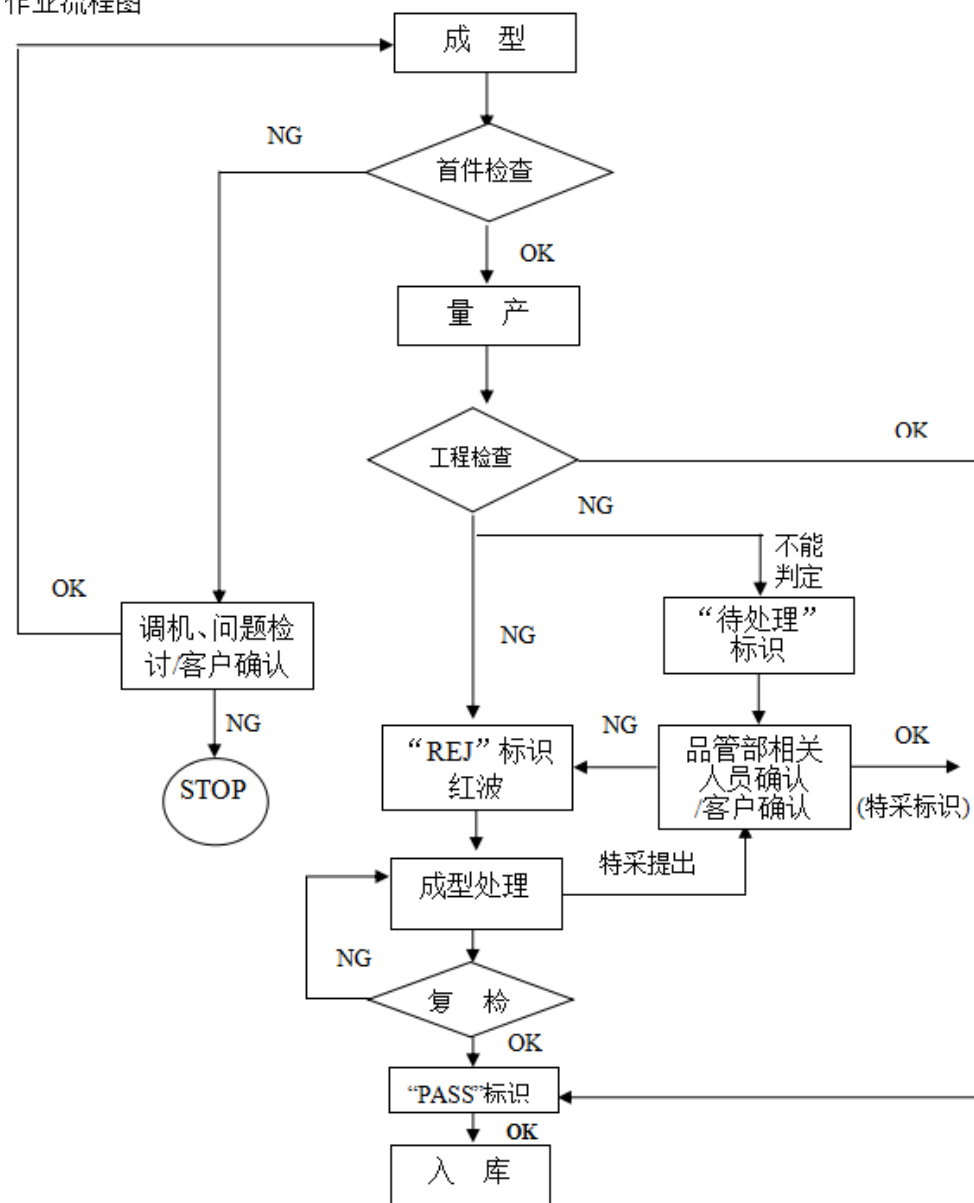 作业流程图
成 型
NG
首件检查
OK
量 产
OK
工程检查
NG
不能
判定
OK
“待处理”
标识
调机、问题检
讨/客户确认
NG
NG
NG
“REJ”标识
红波
品管部相关
人员确认
/客户确认
OK
(特采标识)
STOP
特采提出
成型处理
NG
复 检
OK
“PASS”标识
OK
入 库